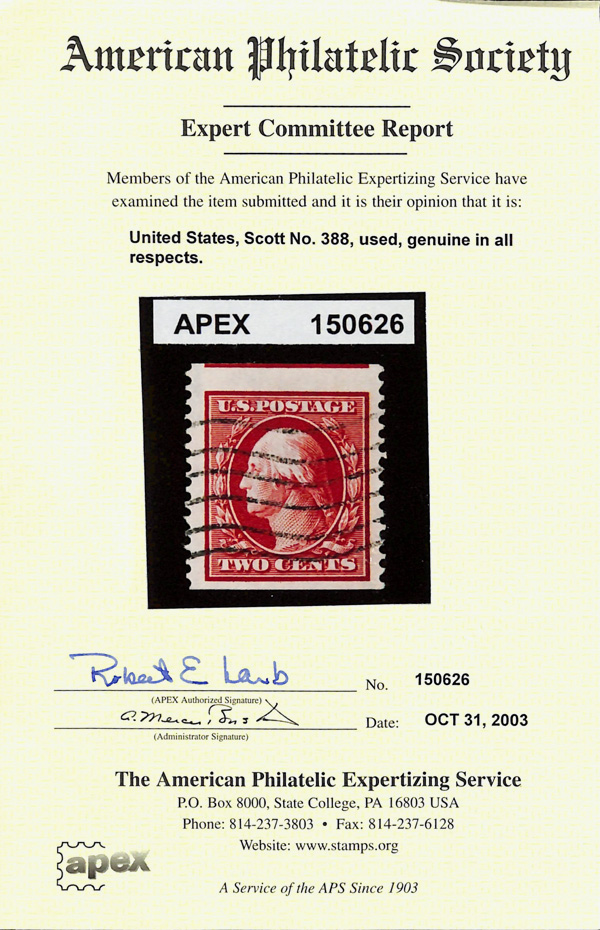 American Philatelic Society
Expert Committee Report
Members of the American Philatelic Expertizing Service have
examined the item submitted and it is their opinion that it is:
United States, Scott No. 388, used, genuine in all
respects.
APEX 150626
U.S.POSTAGE
TWO CENTS
Robert E Lamb
No. 150626
(APEX Authorized Signature)
A. Mercer
Date: OCT 31, 2003
(Administrator Signature)
The American Philatelic Expertizing Service
P.O. Box 8000, State College, PA 16803 USA
Phone: 814-237-3803 • Fax: 814-237-6128
Website: www.stamps.org
apex
A Service of the APS Since 1903